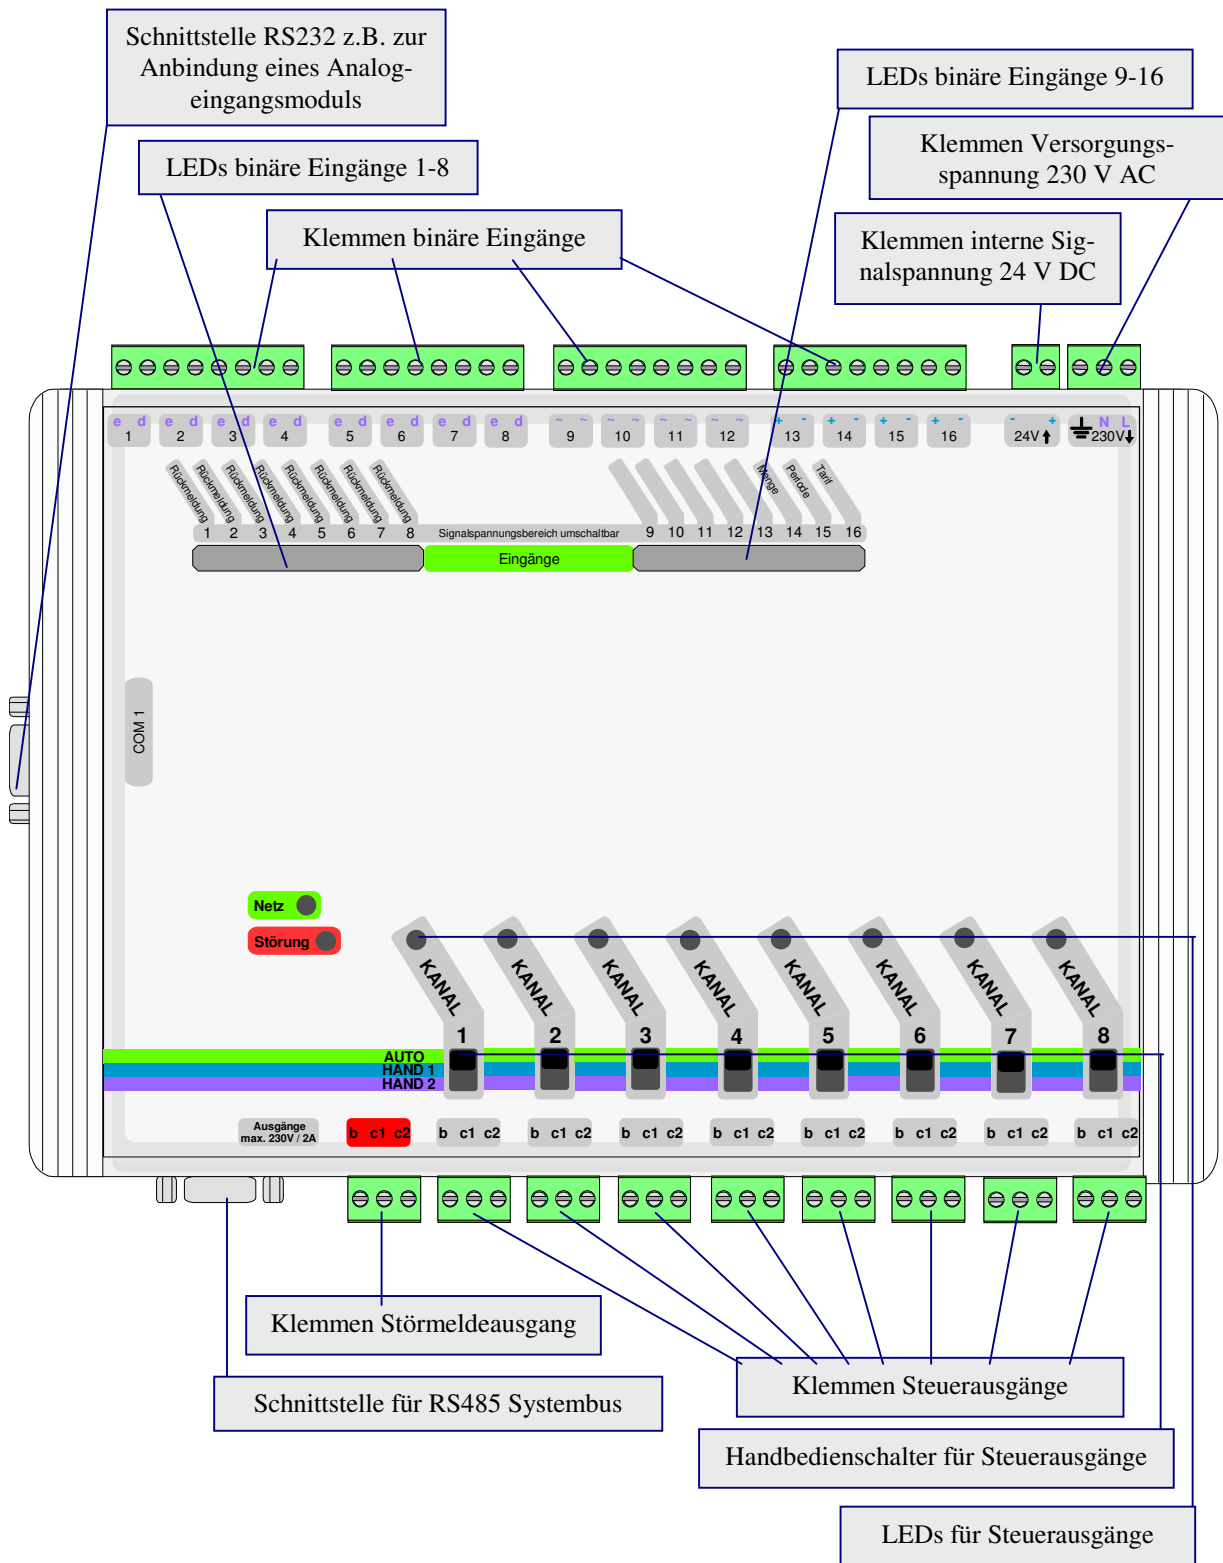 Schnittstelle RS232 z.B. zur
Anbindung eines Analog-
eingangsmoduls
LEDs binäre Eingänge 9-16
Klemmen Versorgungs-
spannung 230 V AC
LEDs binäre Eingänge 1-8
Klemmen binäre Eingänge
Klemmen interne Sig-
nalspannung 24 V DC
e d e d e d e d e d e d e d e d ~ ~ ~ ~ ~ ~ ~ ~ + - + - + - + - - + N L
1 2 3 4 5 6 7 8 9 10 11 12 13 14 15 16 24V 230V
Rückmeldung
Rückmeldung
Rückmeldung
Rückmeldung
Rückmeldung
Rückmeldung
Rückmeldung
Menge
Periode
Tarif
1 2 3 4 5 6 7 8 Signalspannungsbereich umschaltbar 9 10 11 12 13 14 15 16
Eingänge
COM 1
Netz
Störung
KANAL KANAL KANAL KANAL KANAL KANAL KANAL KANAL
1 2 3 4 5 6 7 8
AUTO
HAND 1
HAND 2
Ausgänge
max. 230V / 2A
b c1 c2 b c1 c2 b c1 c2 b c1 c2 b c1 c2 b c1 c2 b c1 c2 b c1 c2 b c1 c2
Klemmen Störmeldeausgang
Klemmen Steuerausgänge
Schnittstelle für RS485 Systembus
Handbedienschalter für Steuerausgänge
LEDs für Steuerausgänge